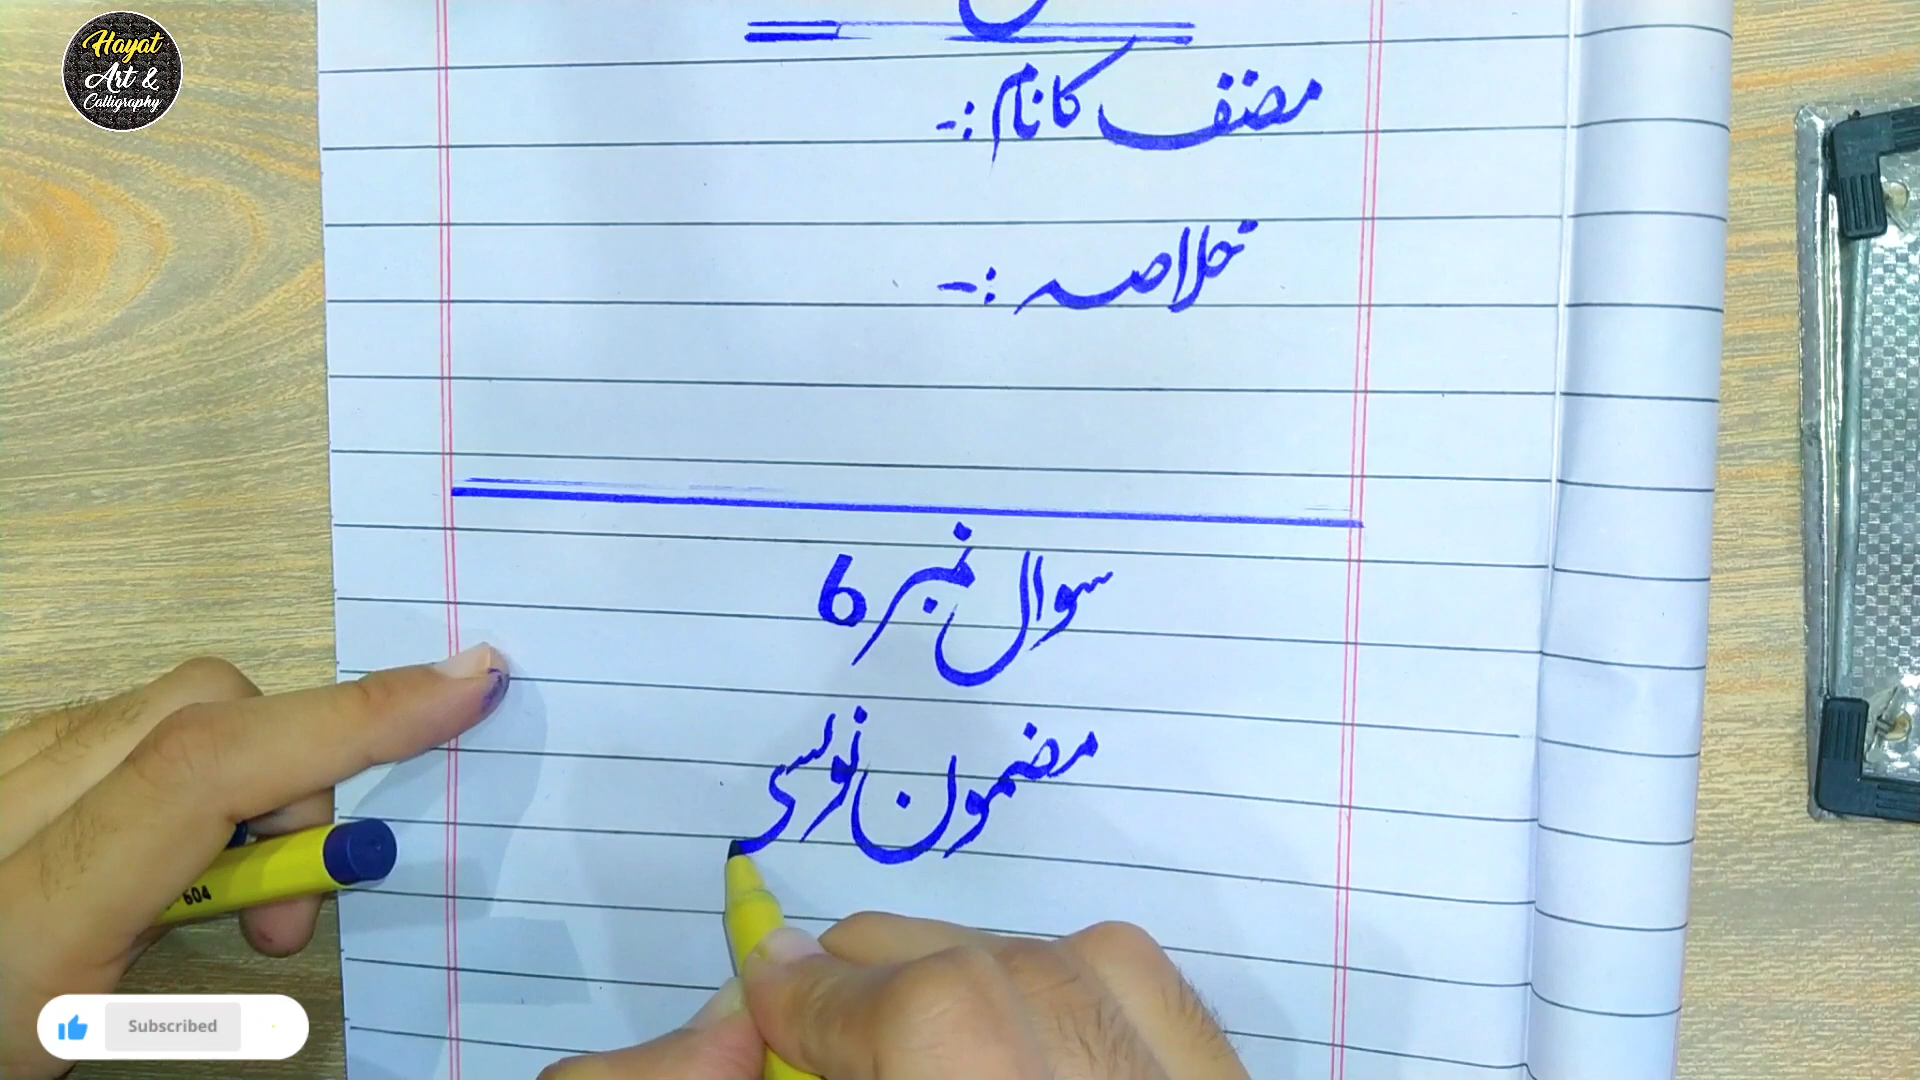 Hayat
Art &
Calligraphy
مصنف کا نام :-
خلاصہ :-
سوال نمبر 6
مضمون نویسی
604
Subscribed